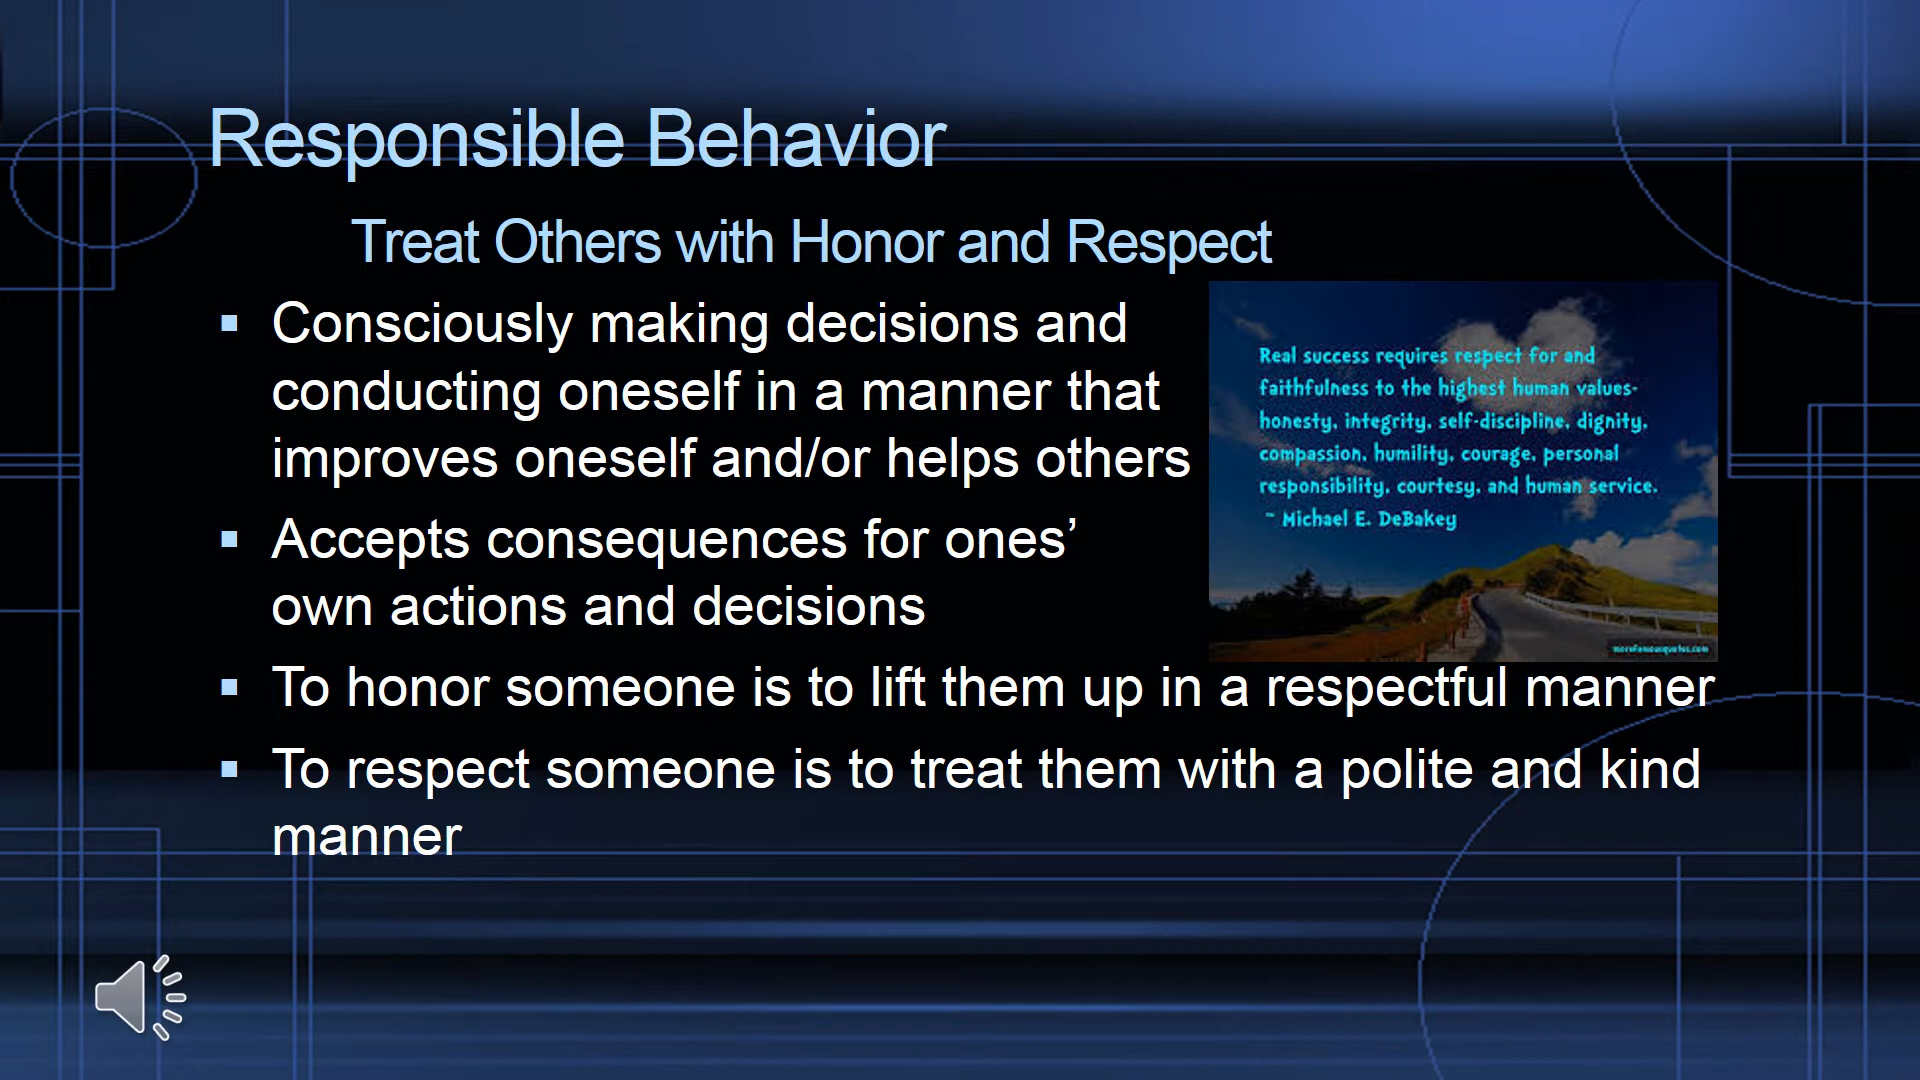 Responsible Behavior
Treat Others with Honor and Respect
Consciously making decisions and
conducting oneself in a manner that
improves oneself and/or helps others
Accepts consequences for ones’
own actions and decisions
To honor someone is to lift them up in a respectful manner
To respect someone is to treat them with a polite and kind
manner
Real success requires respect for and
faithfulness to the highest human values-
honesty, integrity, self-discipline, dignity,
compassion, humility, courage, personal
responsibility, courtesy, and human service.
~ Michael E. DeBakey
morefamousquotes.com